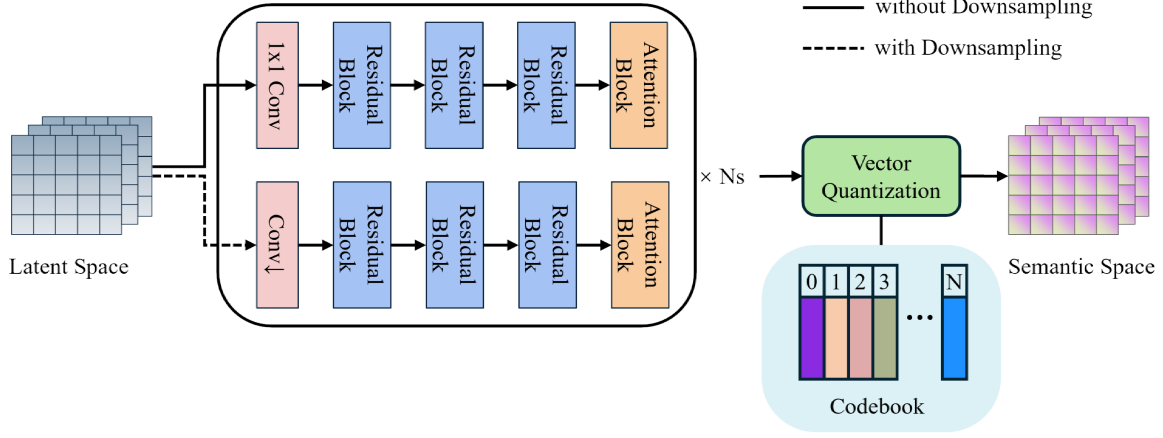 without Downsampling
with Downsampling
1x1 Conv
Residual
Block
Residual
Block
Residual
Block
Attention
Block
Conv↓
Residual
Block
Residual
Block
Residual
Block
Attention
Block
× Ns
Vector
Quantization
Latent Space
Semantic Space
0 1 2 3 ... N
Codebook